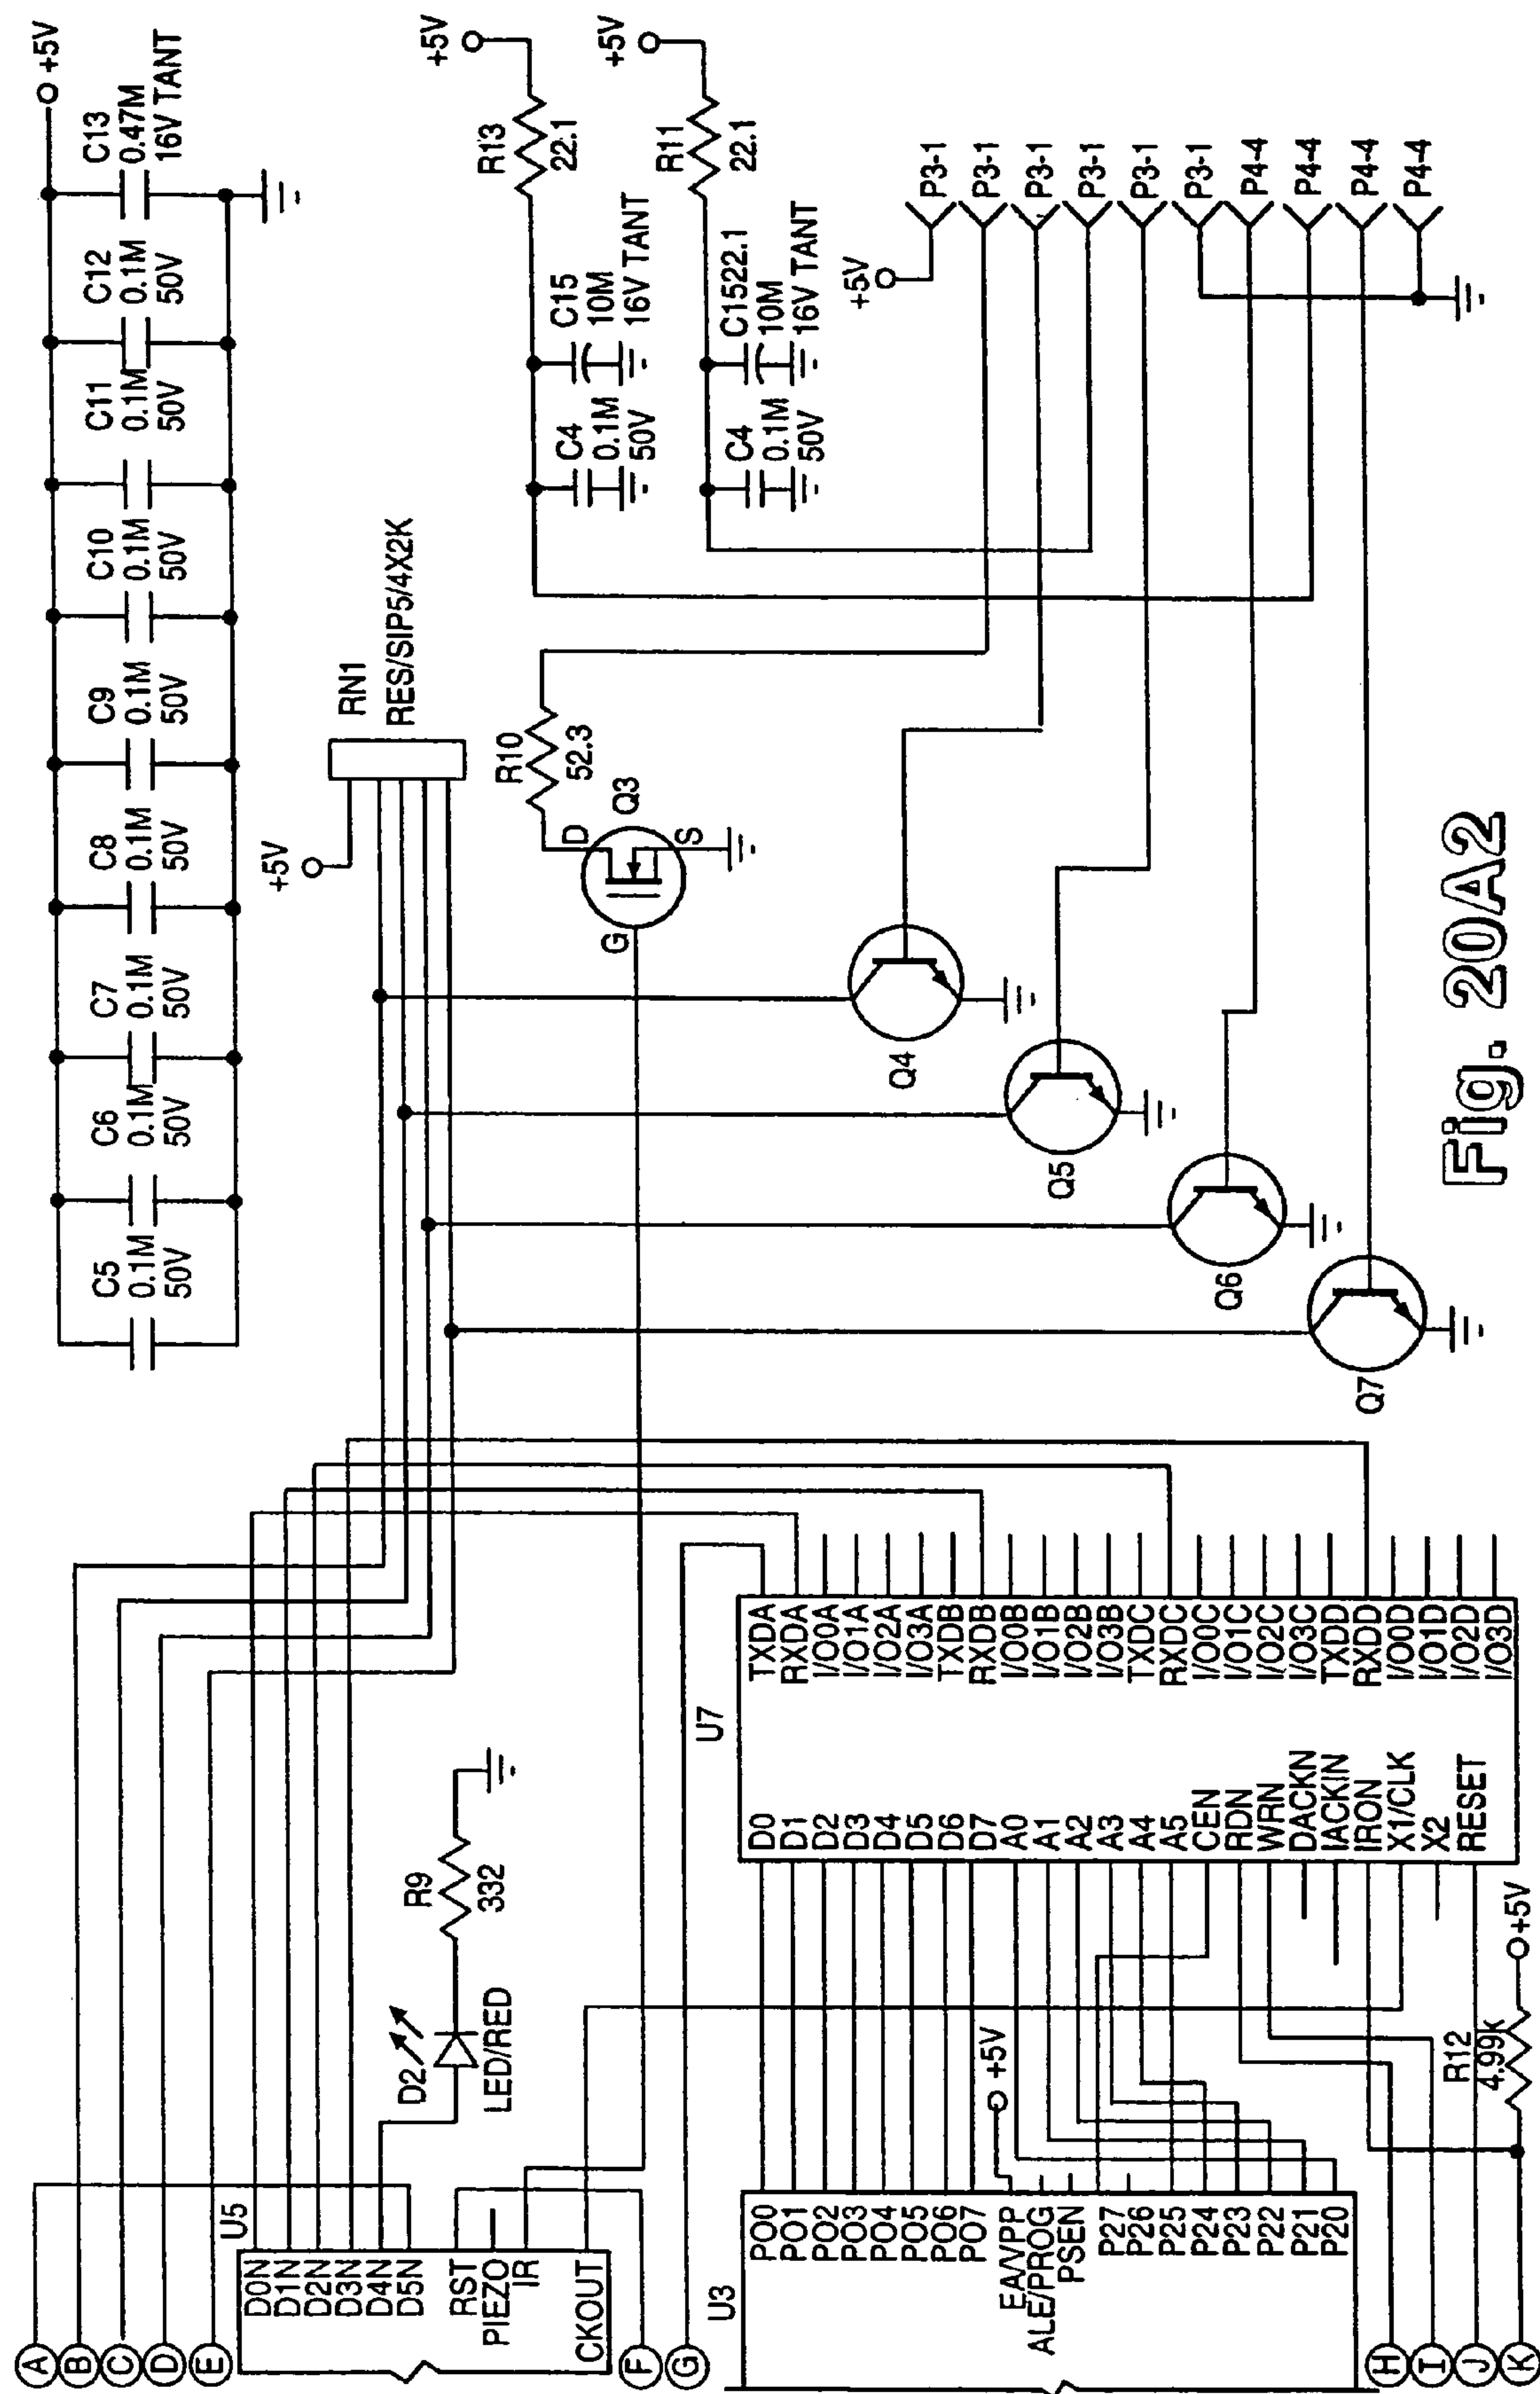 +5V
C13
0.47M
16V TANT
C12
0.1M
50V
C11
0.1M
50V
C10
0.1M
50V
C9
0.1M
50V
C8
0.1M
50V
C7
0.1M
50V
C6
0.1M
50V
C5
0.1M
50V
+5V
R13
22.1
C15
10M
16V TANT
C4
0.1M
50V
+5V
R11
22.1
C1522.1
10M
16V TANT
C4
0.1M
50V
RN1
RES/SIP5/4X2K
+5V
R10
52.3
D
Q3
S
G
+5V
P3-1
P3-1
P3-1
P3-1
P3-1
P3-1
P4-4
P4-4
P4-4
P4-4
Q4
Q5
Q6
Q7
A
B
C
D
E
U5
D0N
D1N
D2N
D3N
D4N
D5N
RST
PIEZO
IR
CKOUT
D2
LED/RED
R9
332
F
G
U3
PO0
PO1
PO2
PO3
PO4
PO5
PO6
PO7
EA/VPP
ALE/PROG
PSEN
P27
P26
P25
P24
P23
P22
P21
P20
+5V
U7
D0
D1
D2
D3
D4
D5
D6
D7
A0
A1
A2
A3
A4
A5
CEN
RDN
WRN
DACKN
IACKIN
IRON
X1/CLK
X2
RESET
TXDA
RXDA
I/O0A
I/O1A
I/O2A
I/O3A
TXDB
RXDB
I/O0B
I/O1B
I/O2B
I/O3B
TXDC
RXDC
I/O0C
I/O1C
I/O2C
I/O3C
TXDD
RXDD
I/O0D
I/O1D
I/O2D
I/O3D
H
I
J
K
R12
4.99K
+5V
Fig. 20A2